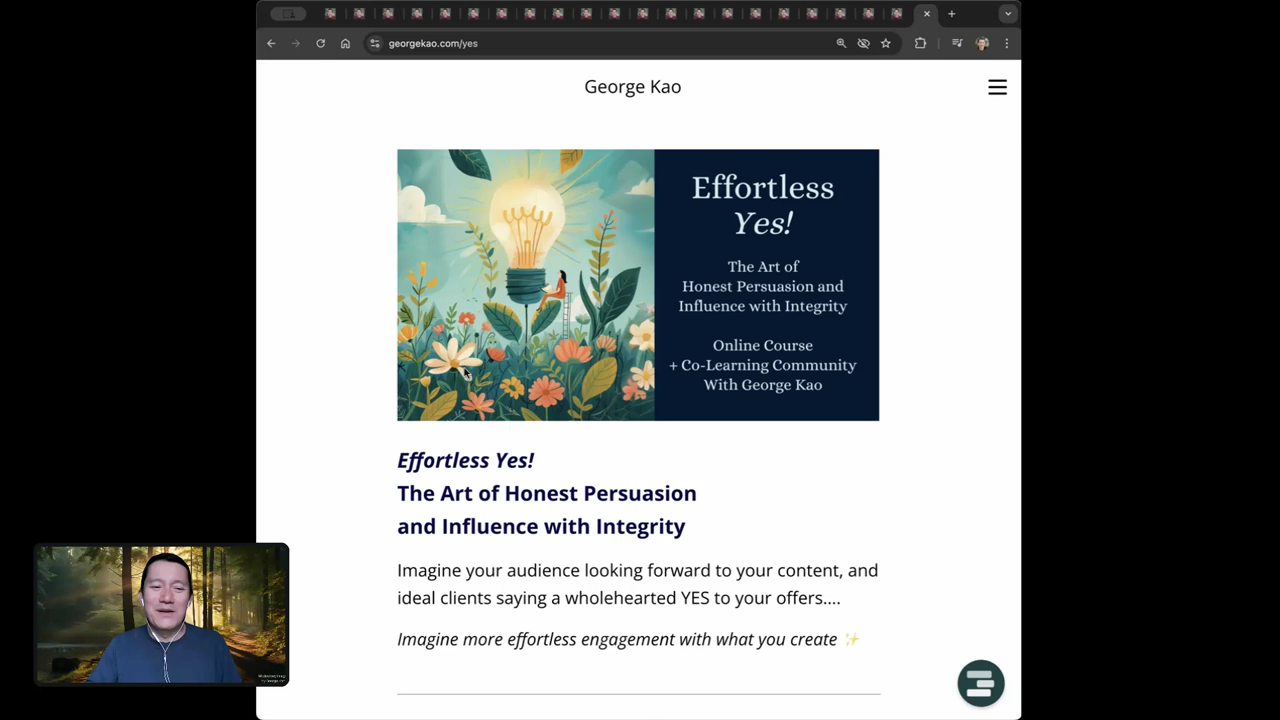 georgekao.com/yes
George Kao
Effortless
Yes!
The Art of
Honest Persuasion and
Influence with Integrity
Online Course
+ Co-Learning Community
With George Kao
Effortless Yes!
The Art of Honest Persuasion
and Influence with Integrity
Imagine your audience looking forward to your content, and
ideal clients saying a wholehearted YES to your offers....
Imagine more effortless engagement with what you create ✨